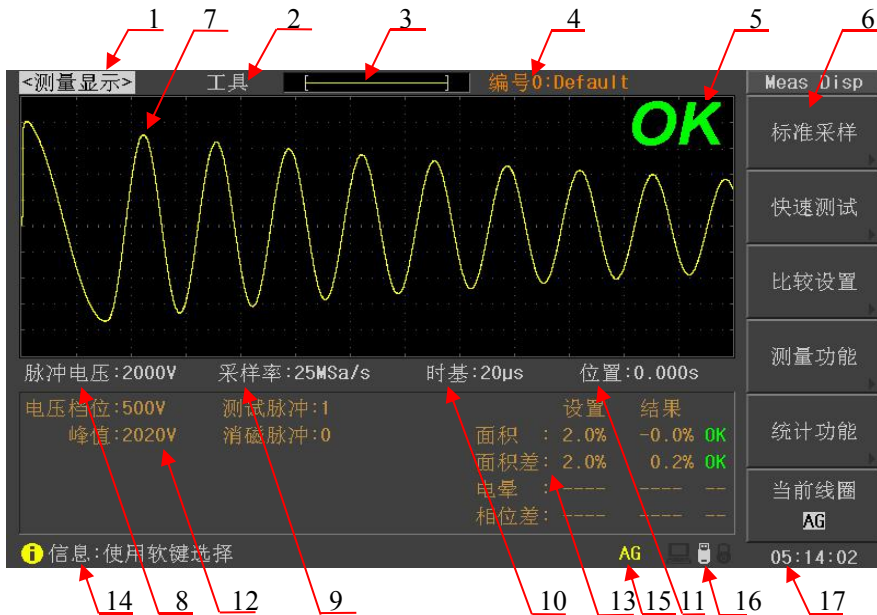 1 7 2 3 4 5 6
<测量显示> 工具 编号0:Default Meas Disp
OK
标准采样
快速测试
比较设置
测量功能
统计功能
当前线圈
AG
脉冲电压:2000V 采样率:25MSa/s 时基:20μs 位置:0.000s
电压档位:500V 测试脉冲:1 设置 结果
峰值:2020V 消磁脉冲:0 面积 : 2.0% -0.0% OK
面积差: 2.0% 0.2% OK
电晕 : ---- ---- --
相位差: ---- ---- --
信息:使用软键选择 AG 05:14:02
14 8 12 9 10 13 15 11 16 17